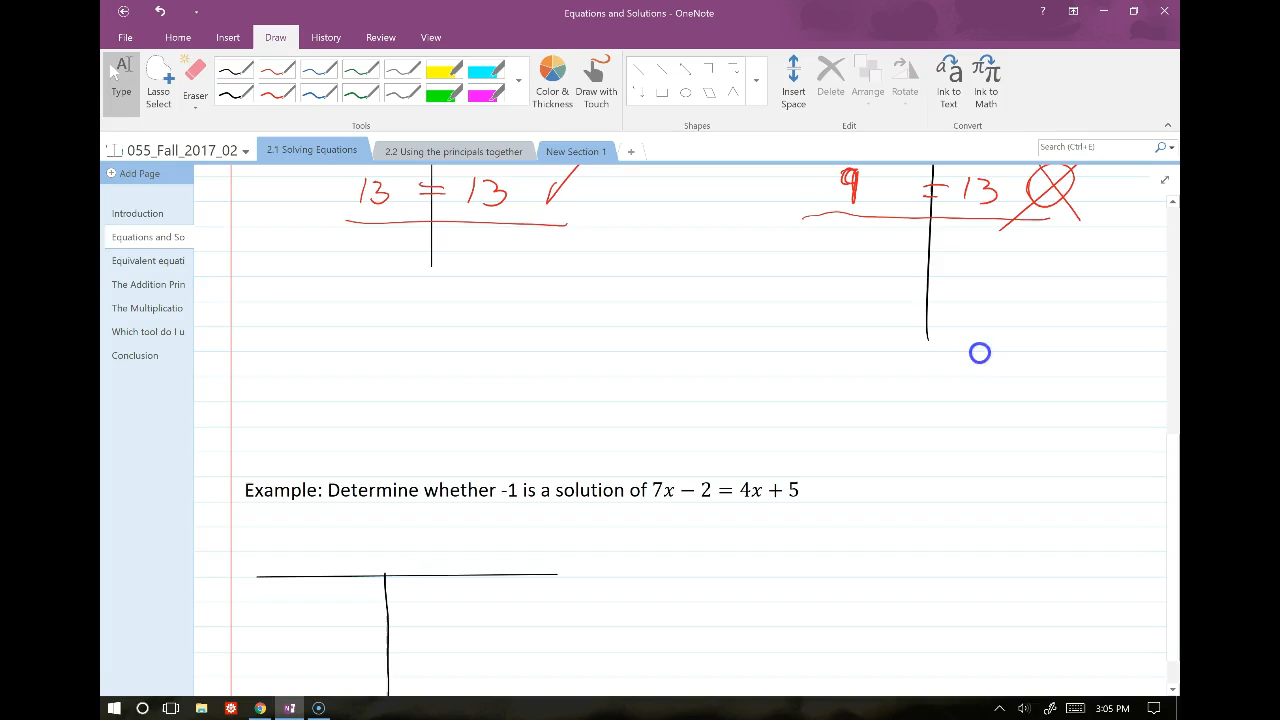 Equations and Solutions - OneNote
?
File Home Insert Draw History Review View
Type
Lasso Select
Eraser
Color & Thickness
Draw with Touch
Insert Space
Delete
Arrange
Rotate
Ink to Text
Ink to Math
Tools
Shapes
Edit
Convert
055_Fall_2017_02
2.1 Solving Equations
2.2 Using the principals together
New Section 1
Search (Ctrl+E)
Add Page
Introduction
Equations and So
Equivalent equati
The Addition Prin
The Multiplicatio
Which tool do I u
Conclusion
13 = 13 ✓
9 = 13
Example: Determine whether -1 is a solution of 7x − 2 = 4x + 5
3:05 PM